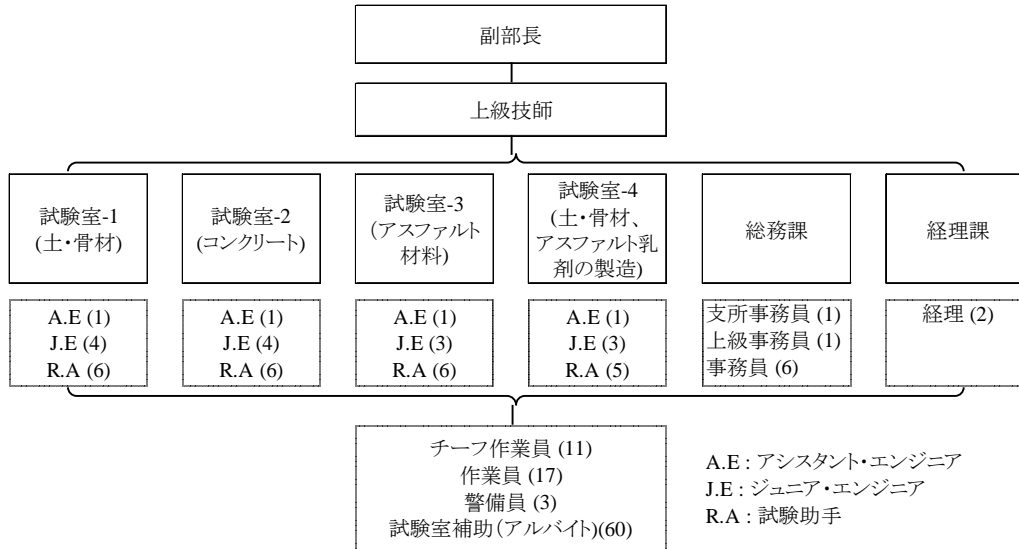 副部長
上級技師
試験室-1
(土・骨材)
試験室-2
(コンクリート)
試験室-3
(アスファルト
材料)
試験室-4
(土・骨材、
アスファルト乳
剤の製造)
総務課
経理課
A.E (1)
J.E (4)
R.A (6)
A.E (1)
J.E (4)
R.A (6)
A.E (1)
J.E (3)
R.A (6)
A.E (1)
J.E (3)
R.A (5)
支所事務員 (1)
上級事務員 (1)
事務員 (6)
経理 (2)
チーフ作業員 (11)
作業員 (17)
警備員 (3)
試験室補助(アルバイト)(60)
A.E : アシスタント・エンジニア
J.E : ジュニア・エンジニア
R.A : 試験助手